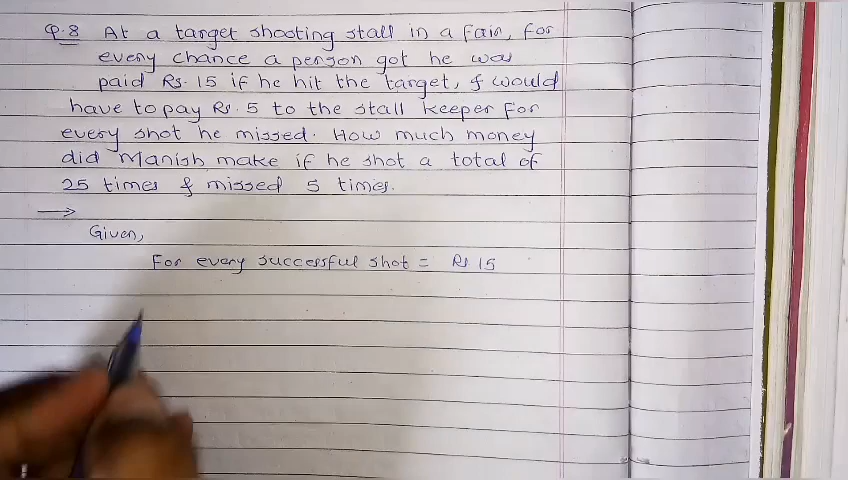 Q.8 At a target shooting stall in a fair, for
every chance a person got he was
paid Rs. 15 if he hit the target, & would
have to pay Rs. 5 to the stall keeper for
every shot he missed. How much money
did Manish make if he shot a total of
25 times & missed 5 times.
→
Given,
For every successful shot = Rs 15